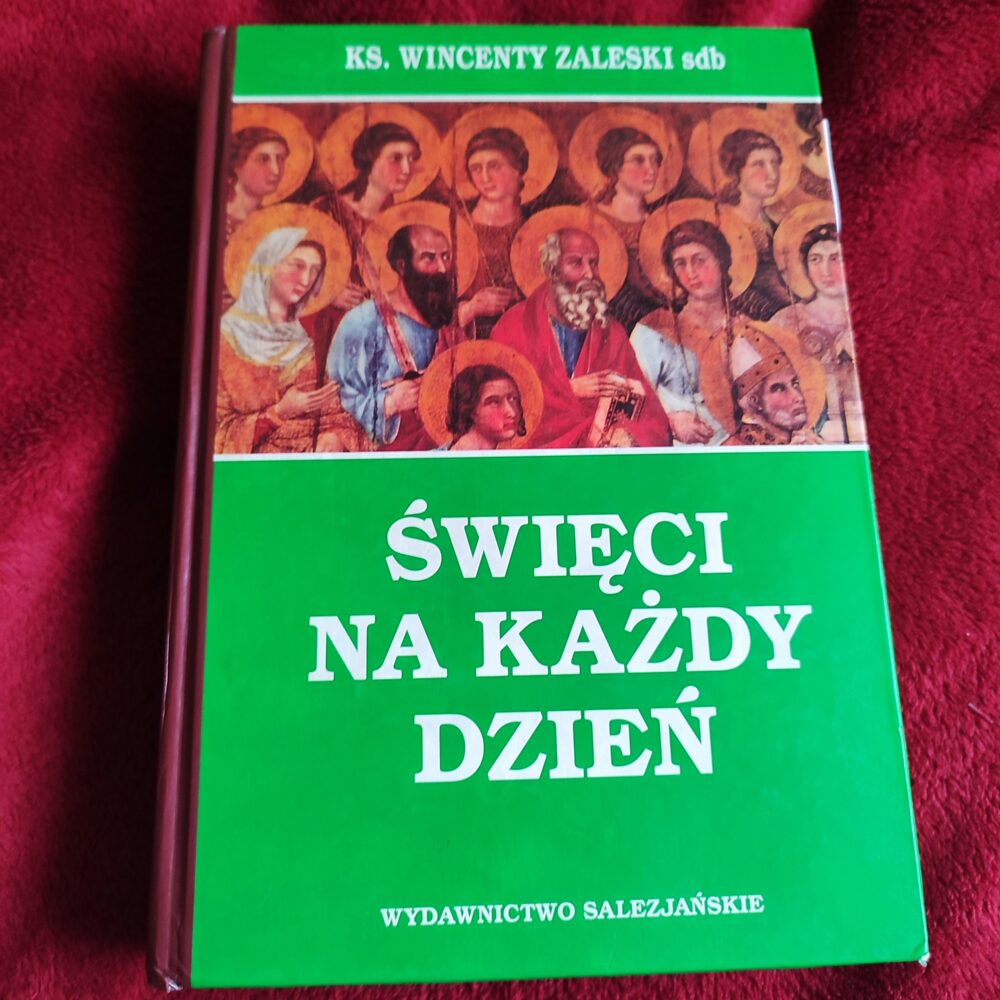 KS. WINCENTY ZALESKI sdb
ŚWIĘCI
NA KAŻDY
DZIEŃ
WYDAWNICTWO SALEZJAŃSKIE